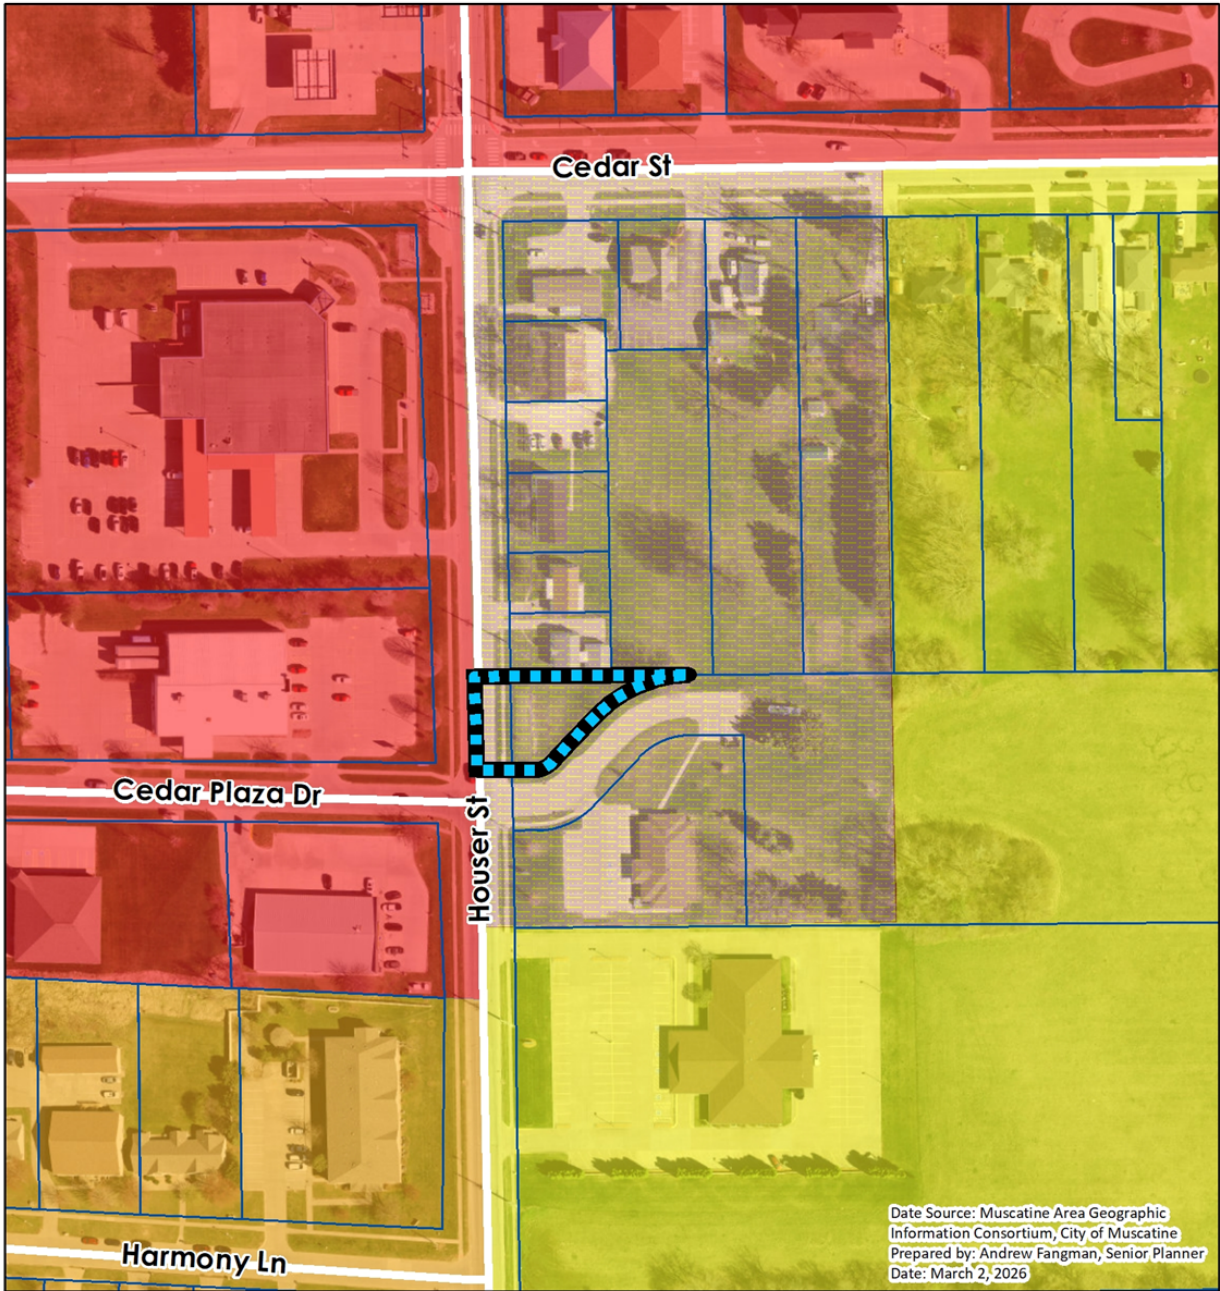 Cedar St
Cedar Plaza Dr
Houser St
Harmony Ln
Date Source: Muscatine Area Geographic
Information Consortium, City of Muscatine
Prepared by: Andrew Fangman, Senior Planner
Date: March 2, 2026